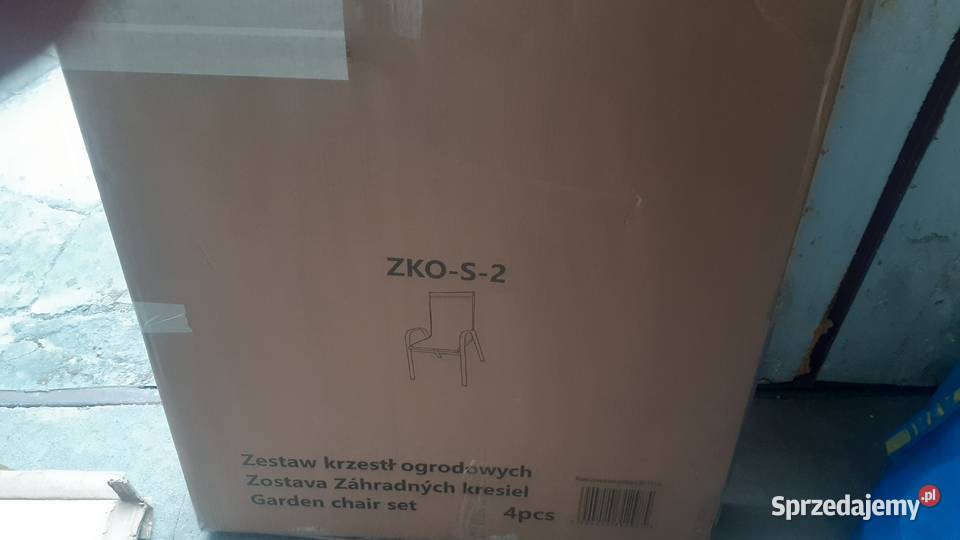 ZKO-S-2
Zestaw krzestł ogrodowych
Zostava Záhradných kresiel
Garden chair set
4pcs
Sprzedajemy.pl